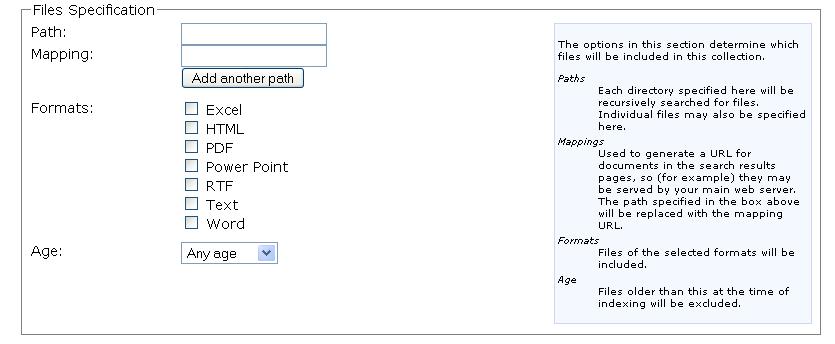 Files Specification
Path:
Mapping:
Add another path
Formats:
Excel
HTML
PDF
Power Point
RTF
Text
Word
Age:
Any age
The options in this section determine which
files will be included in this collection.
Paths
Each directory specified here will be
recursively searched for files.
Individual files may also be specified
here.
Mappings
Used to generate a URL for
documents in the search results
pages, so (for example) they may
be served by your main web server.
The path specified in the box above
will be replaced with the mapping
URL.
Formats
Files of the selected formats will be
included.
Age
Files older than this at the time of
indexing will be excluded.